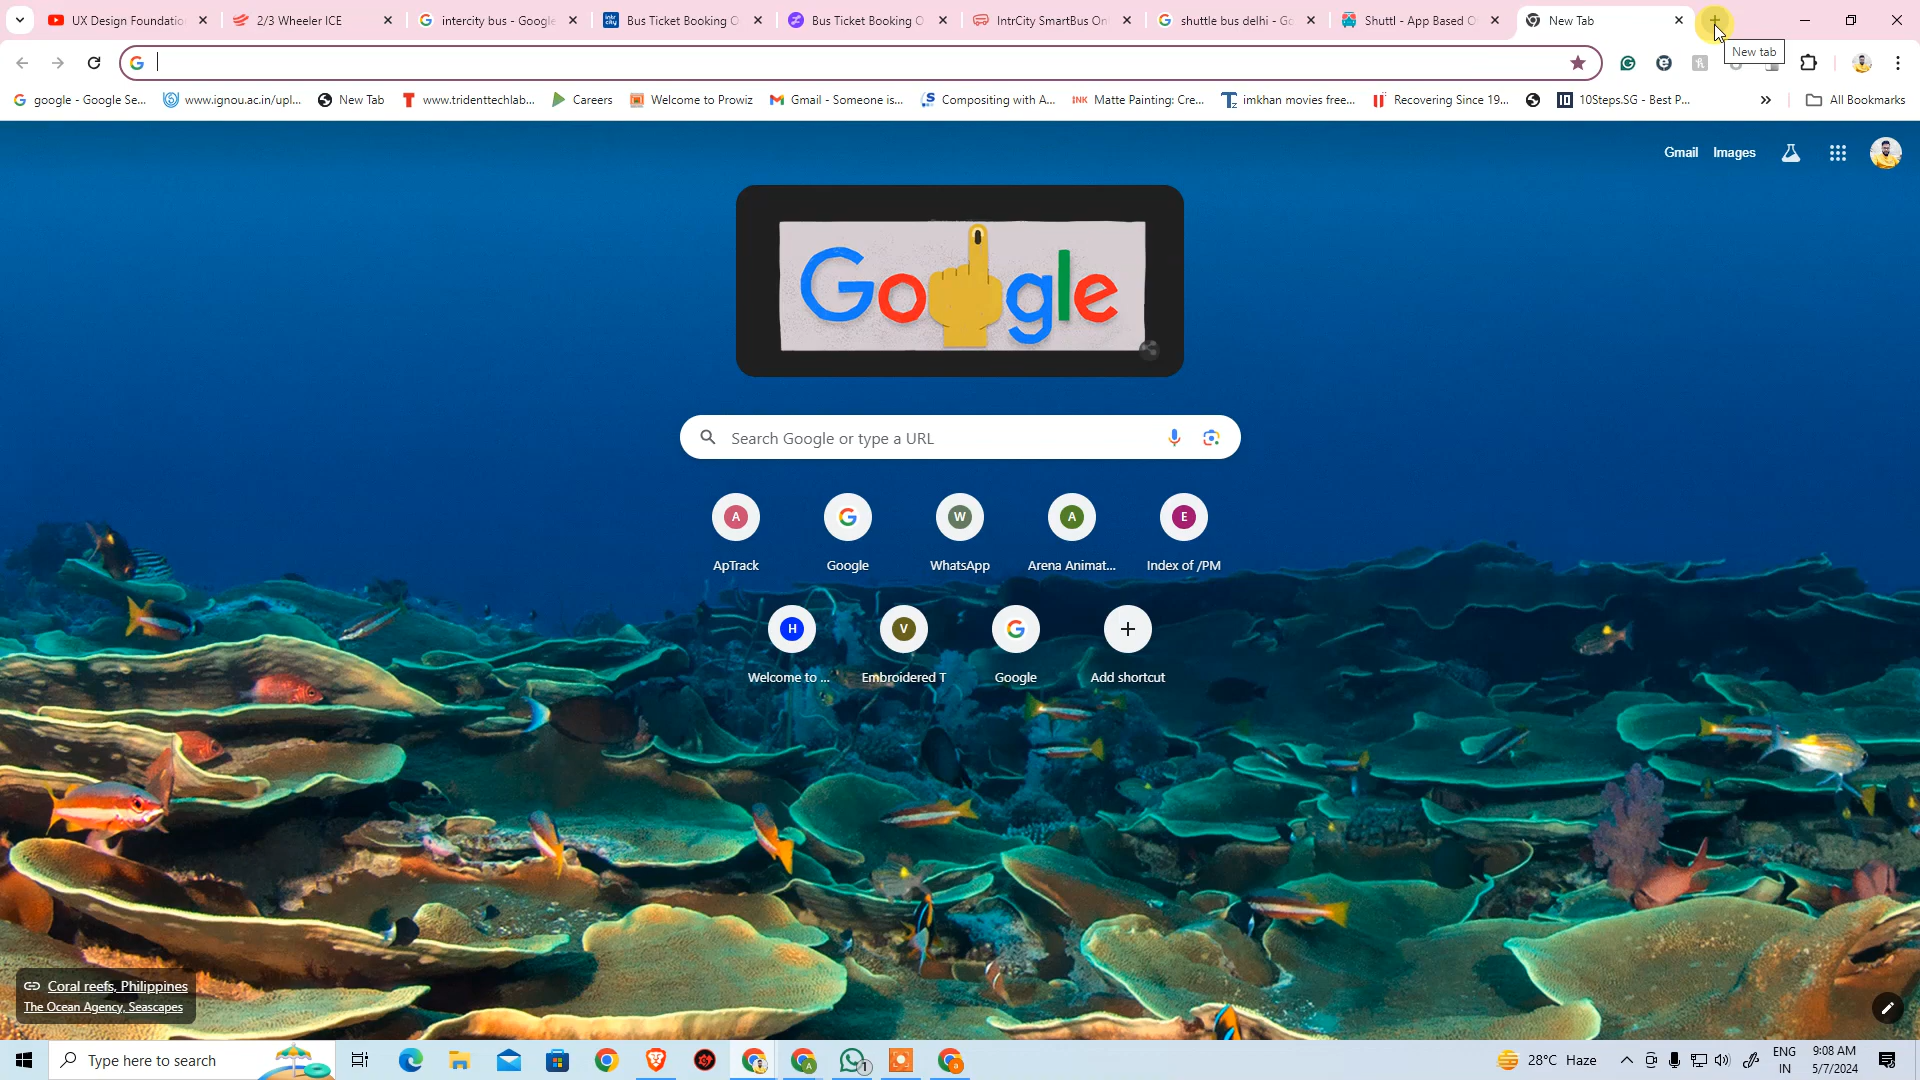 UX Design Foundatio
2/3 Wheeler ICE
intercity bus - Google
Bus Ticket Booking O
Bus Ticket Booking O
IntrCity SmartBus On
shuttle bus delhi - Go
Shuttl - App Based O
New Tab
New tab
google - Google Se...
www.ignou.ac.in/upl...
New Tab
www.tridenttechlab...
Careers
Welcome to Prowiz
Gmail - Someone is...
Compositing with A...
INK Matte Painting: Cre...
imkhan movies free...
Recovering Since 19...
10Steps.SG - Best P...
All Bookmarks
Gmail Images
Google
Search Google or type a URL
A
W
A
E
ApTrack
Google
WhatsApp
Arena Animat...
Index of /PM
H
V
Welcome to ...
Embroidered T
Google
Add shortcut
Coral reefs, Philippines
The Ocean Agency, Seascapes
Type here to search
28°C Haze
ENG
IN
9:08 AM
5/7/2024